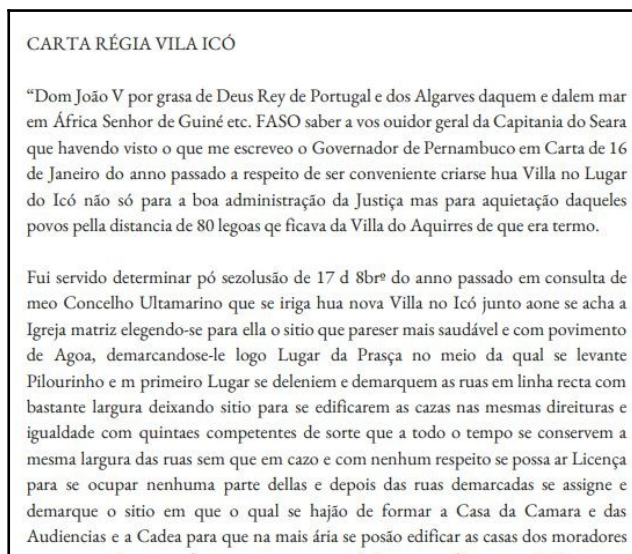 CARTA RÉGIA VILA ICÓ
“Dom João V por grasa de Deus Rey de Portugal e dos Algarves daquem e dalem mar
em África Senhor de Guiné etc. FASO saber a vos ouidor geral da Capitania do Seara
que havendo visto o que me escreveo o Governador de Pernambuco em Carta de 16
de Janeiro do anno passado a respeito de ser conveniente criarse hua Villa no Lugar
do Icó não só para a boa administração da Justiça mas para aquietação daqueles
povos pella distancia de 80 legoas qe ficava da Villa do Aquirres de que era termo.
Fui servido determinar pó sezolusão de 17 d 8brº do anno passado em consulta de
meo Concelho Ultamarino que se iriga hua nova Villa no Icó junto aone se acha a
Igreja matriz elegendo-se para ella o sitio que pareser mais saudável e com povimento
de Agoa, demarcandose-le logo Lugar da Prasça no meio da qual se levante
Pilourinho e m primeiro Lugar se deleniem e demarquem as ruas em linha recta com
bastante largura deixando sitio para se edificarem as cazas nas mesmas direituras e
igualdade com quintaes competentes de sorte que a todo o tempo se conservem a
mesma largura das ruas sem que em cazo e com nenhum respeito se possa ar Licença
para se ocupar nenhuma parte dellas e depois das ruas demarcadas se assigne e
demarque o sitio em que o qual se hajão de formar a Casa da Camara e das
Audiencias e a Cadea para que na mais ária se posão edificar as casas dos moradores